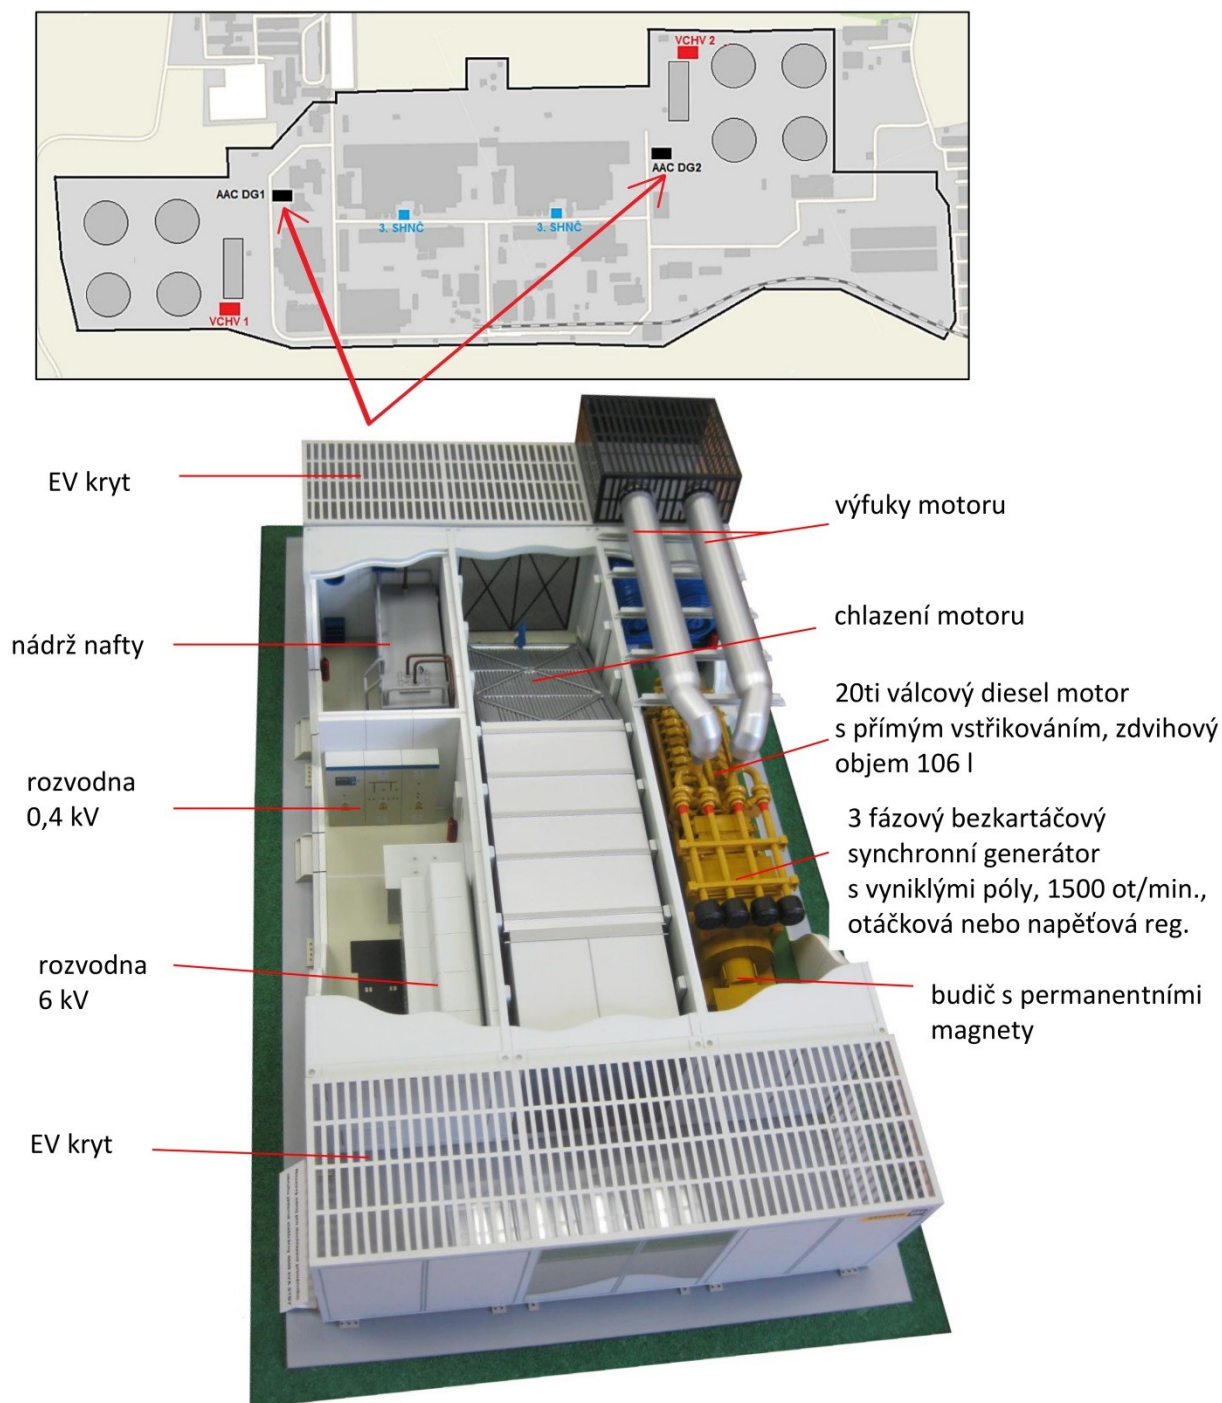 VCHV 2
AAC DG2
AAC DG1
3. SHNČ
3. SHNČ
VCHV 1
EV kryt
výfuky motoru
chlazení motoru
nádrž nafty
20ti válcový diesel motor
s přímým vstřikováním, zdvihový
objem 106 l
rozvodna
0,4 kV
3 fázový bezkartáčový
synchronní generátor
s vyniklými póly, 1500 ot/min.,
otáčková nebo napěťová reg.
rozvodna
6 kV
budič s permanentními
magnety
EV kryt